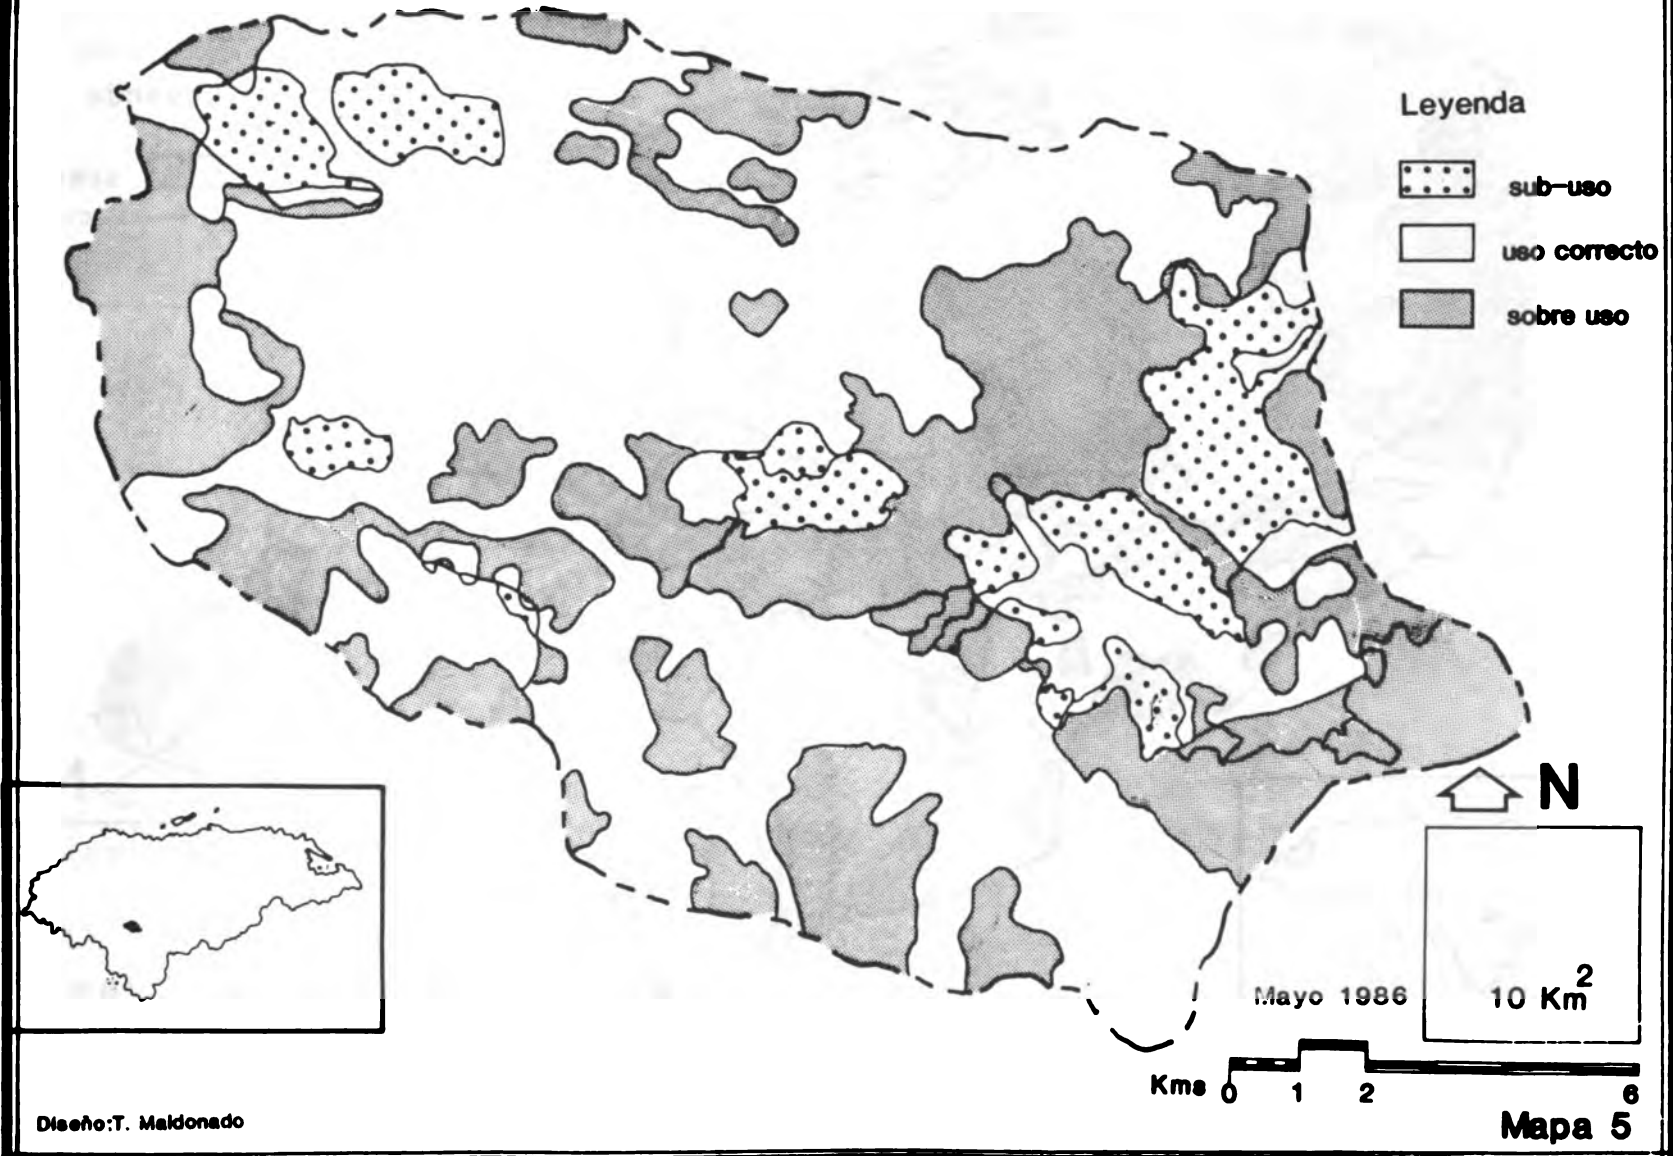 Leyenda
sub-uso
uso correcto
sobre uso
N
Mayo 1986
10 Km²
Kms 0 1 2 6
Diseño:T. Maldonado
Mapa 5